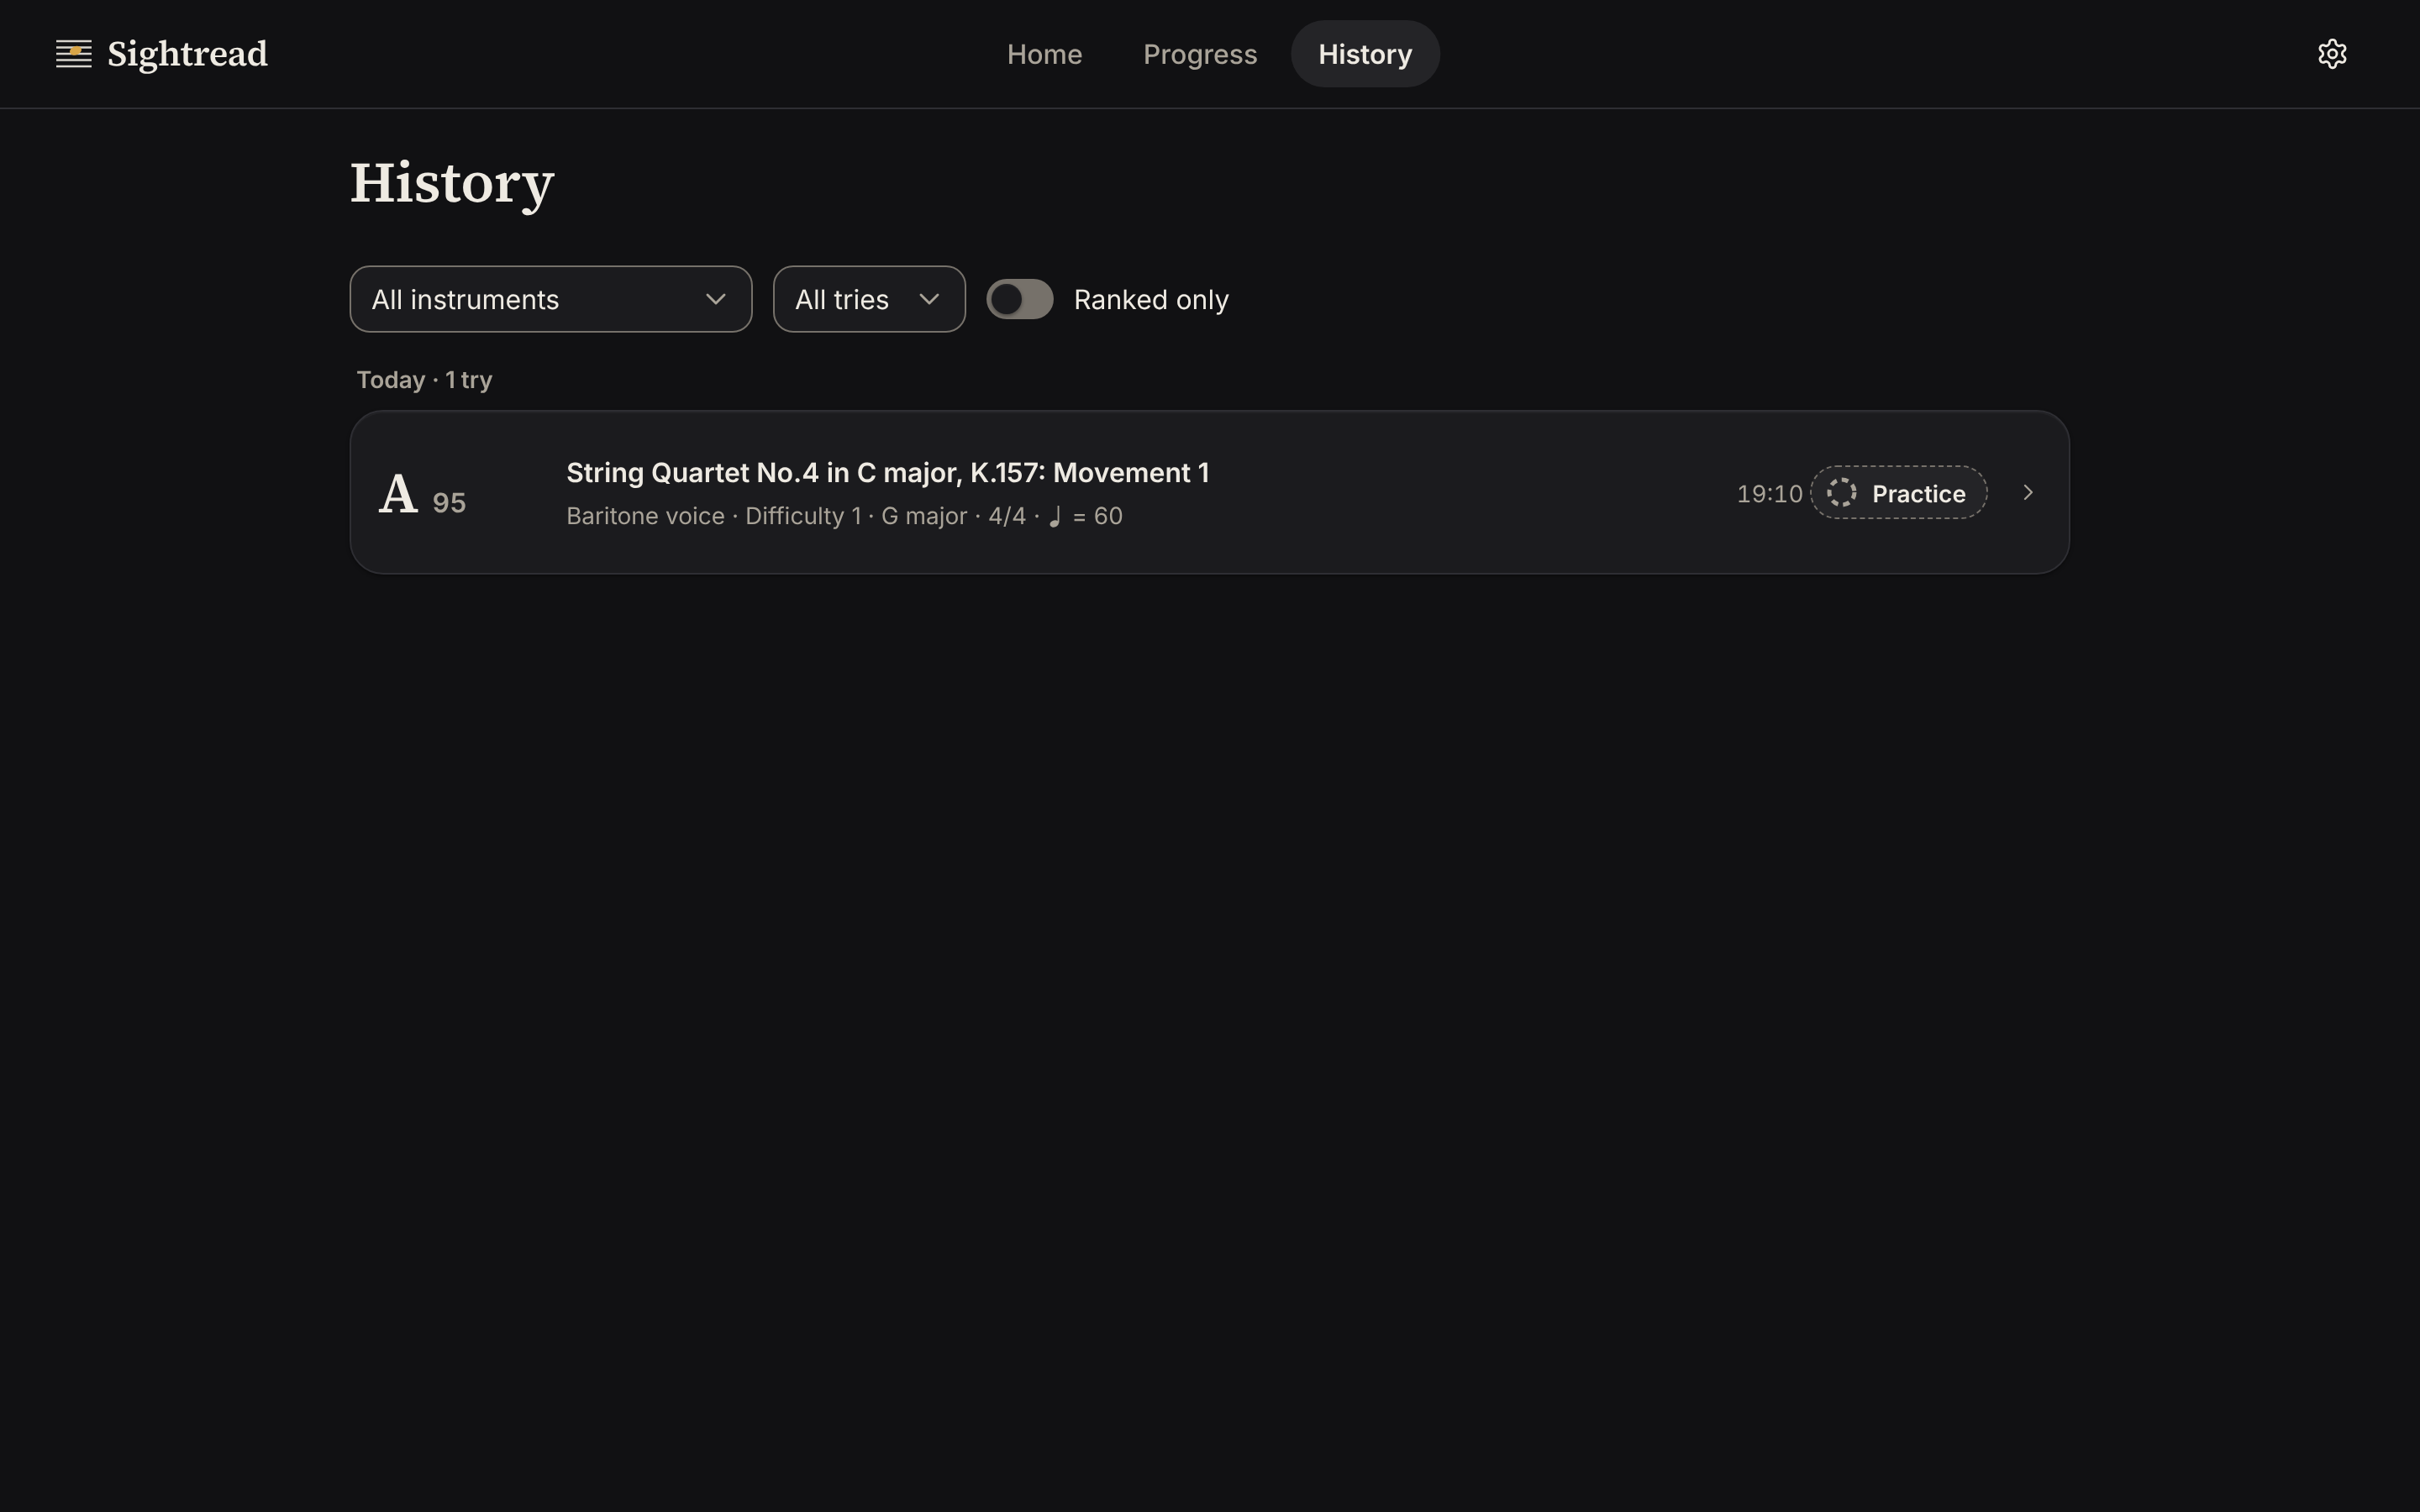 Sightread
Home
Progress
History
History
All instruments
All tries
Ranked only
Today · 1 try
A 95
String Quartet No.4 in C major, K.157: Movement 1
Baritone voice · Difficulty 1 · G major · 4/4 · ♩ = 60
19:10
Practice